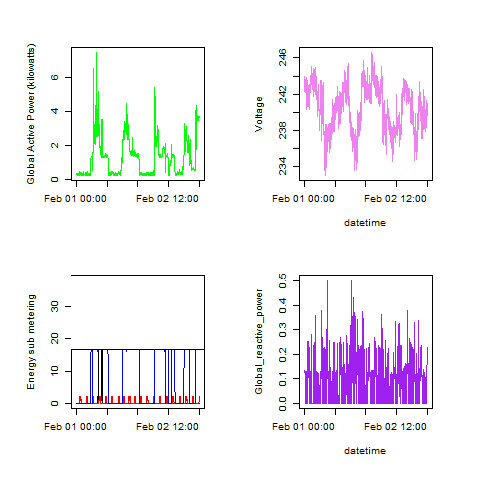 Global Active Power (kilowatts)
0 2 4 6
Feb 01 00:00 Feb 02 12:00
Voltage
234 238 242 246
Feb 01 00:00 Feb 02 12:00
datetime
Energy sub metering
0 10 20 30
Feb 01 00:00 Feb 02 12:00
Global_reactive_power
0.0 0.1 0.2 0.3 0.4 0.5
Feb 01 00:00 Feb 02 12:00
datetime